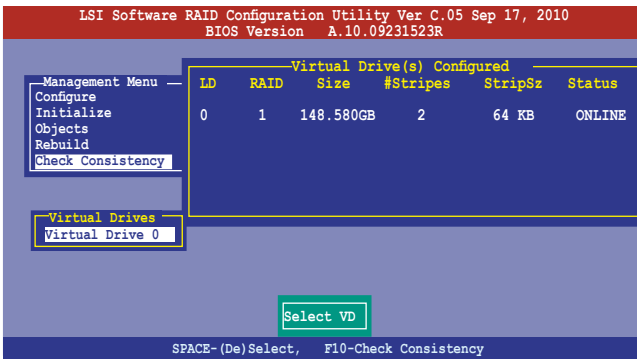 LSI Software RAID Configuration Utility Ver C.05 Sep 17, 2010
BIOS Version A.10.09231523R
Management Menu
Configure
Initialize
Objects
Rebuild
Check Consistency
Virtual Drive(s) Configured
LD RAID Size #Stripes StripSz Status
0 1 148.580GB 2 64 KB ONLINE
Virtual Drives
Virtual Drive 0
Select VD
SPACE-(De)Select, F10-Check Consistency